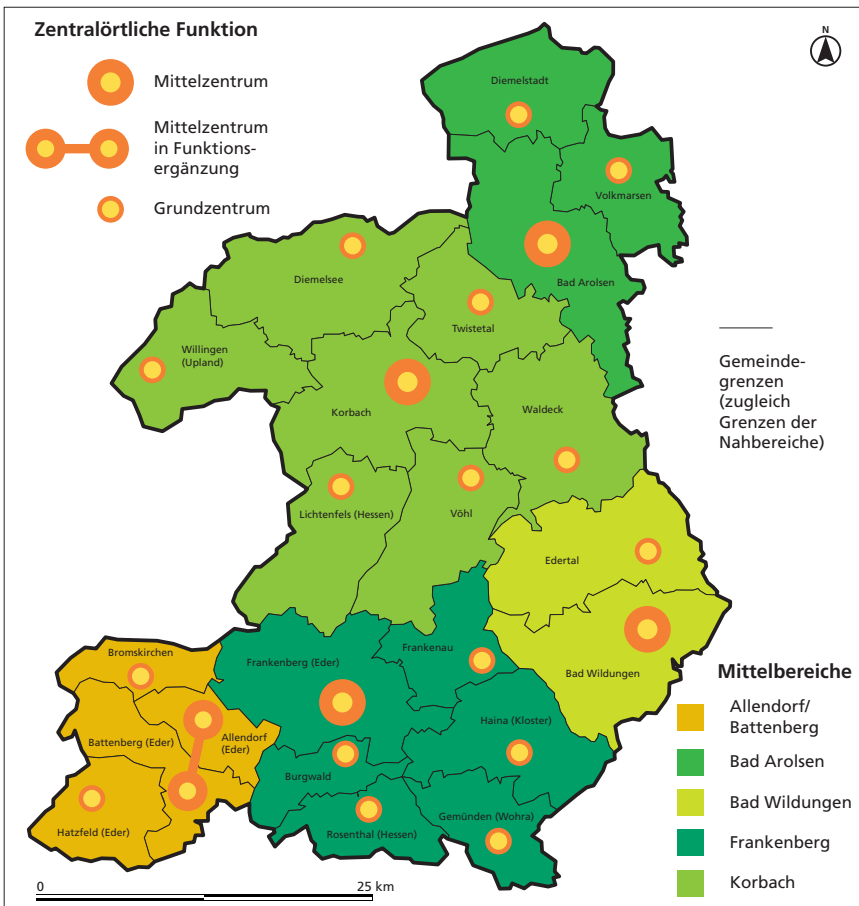 Zentralörtliche Funktion
Mittelzentrum
Mittelzentrum
in Funktions-
ergänzung
Grundzentrum
N
Diemelstadt
Volkmarsen
Bad Arolsen
Diemelsee
Twistetal
Willingen
(Upland)
Korbach
Waldeck
Gemeinde-
grenzen
(zugleich
Grenzen der
Nahbereiche)
Lichtenfels (Hessen)
Vöhl
Edertal
Bad Wildungen
Frankenau
Frankenberg (Eder)
Bromskirchen
Battenberg (Eder)
Allendorf
(Eder)
Haina (Kloster)
Burgwald
Hatzfeld (Eder)
Rosenthal (Hessen)
Gemünden (Wohra)
Mittelbereiche
Allendorf/
Battenberg
Bad Arolsen
Bad Wildungen
Frankenberg
Korbach
0
25 km